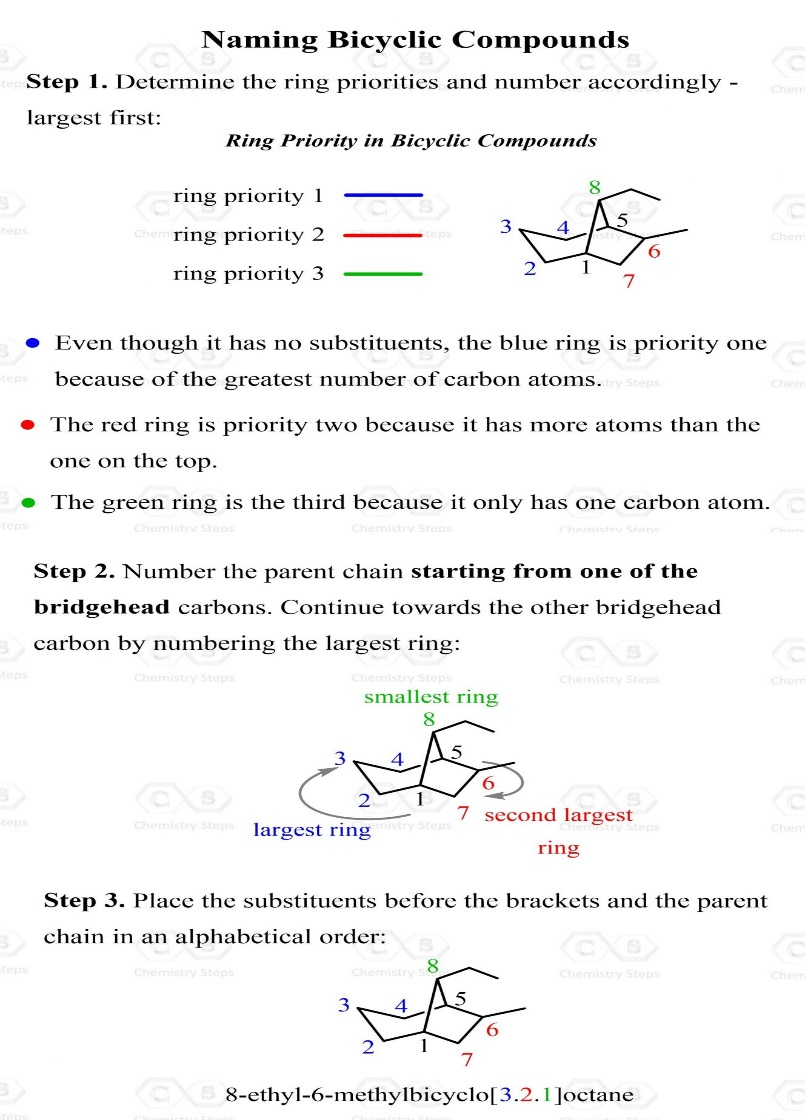 Naming Bicyclic Compounds
Step 1. Determine the ring priorities and number accordingly -
largest first:
Ring Priority in Bicyclic Compounds
ring priority 1
ring priority 2
ring priority 3
8
3 4 5
6
2 1
7
Even though it has no substituents, the blue ring is priority one
because of the greatest number of carbon atoms.
The red ring is priority two because it has more atoms than the
one on the top.
The green ring is the third because it only has one carbon atom.
Step 2. Number the parent chain starting from one of the
bridgehead carbons. Continue towards the other bridgehead
carbon by numbering the largest ring:
smallest ring
8
3 4 5
6
2 1
7 second largest
largest ring
ring
Step 3. Place the substituents before the brackets and the parent
chain in an alphabetical order:
8
3 4 5
6
2 1
7
8-ethyl-6-methylbicyclo[3.2.1]octane
CS
Chemistry Steps